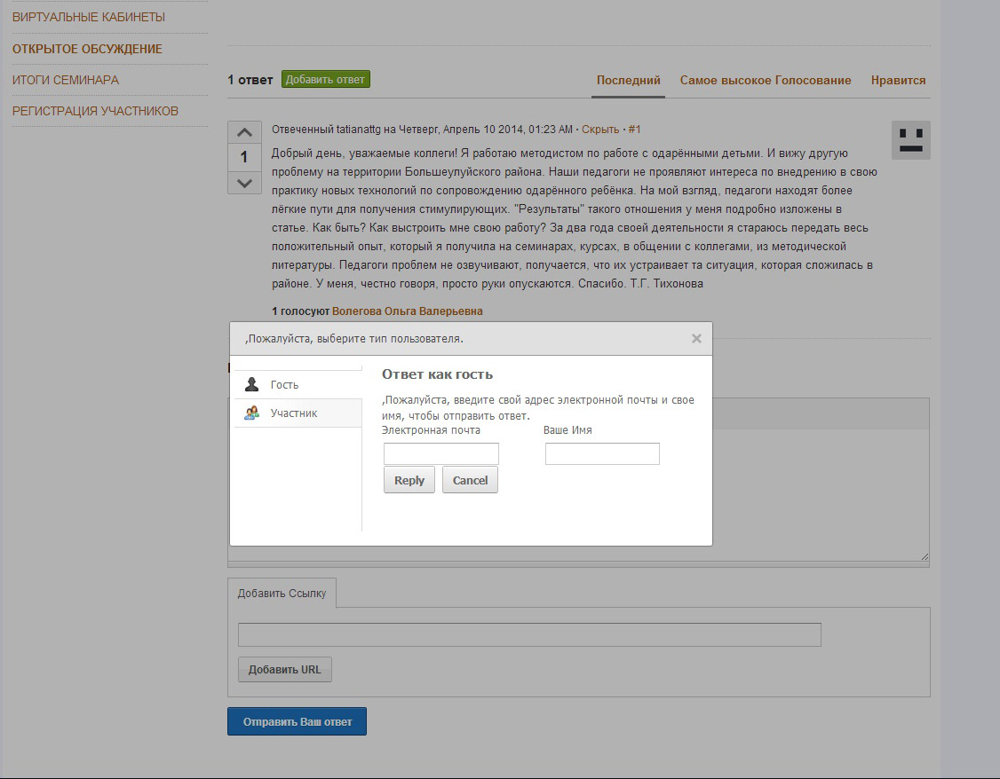 ВИРТУАЛЬНЫЕ КАБИНЕТЫ
ОТКРЫТОЕ ОБСУЖДЕНИЕ
ИТОГИ СЕМИНАРА
РЕГИСТРАЦИЯ УЧАСТНИКОВ
1 ответ Добавить ответ Последний Самое высокое Голосование Нравится
Отвеченный tatianattg на Четверг, Апрель 10 2014, 01:23 AM · Скрыть · #1
1
Добрый день, уважаемые коллеги! Я работаю методистом по работе с одарёнными детьми. И вижу другую
проблему на территории Большеулуйского района. Наши педагоги не проявляют интереса по внедрению в свою
практику новых технологий по сопровождению одарённого ребёнка. На мой взгляд, педагоги находят более
лёгкие пути для получения стимулирующих. "Результаты" такого отношения у меня подробно изложены в
статье. Как быть? Как выстроить мне свою работу? За два года своей деятельности я стараюсь передать весь
положительный опыт, который я получила на семинарах, курсах, в общении с коллегами, из методической
литературы. Педагоги проблем не озвучивают, получается, что их устраивает та ситуация, которая сложилась в
районе. У меня, честно говоря, просто руки опускаются. Спасибо. Т.Г. Тихонова
1 голосуют Волегова Ольга Валерьевна
,Пожалуйста, выберите тип пользователя.
Гость
Участник
Ответ как гость
,Пожалуйста, введите свой адрес электронной почты и свое
имя, чтобы отправить ответ.
Электронная почта Ваше Имя
Reply Cancel
Добавить Ссылку
Добавить URL
Отправить Ваш ответ